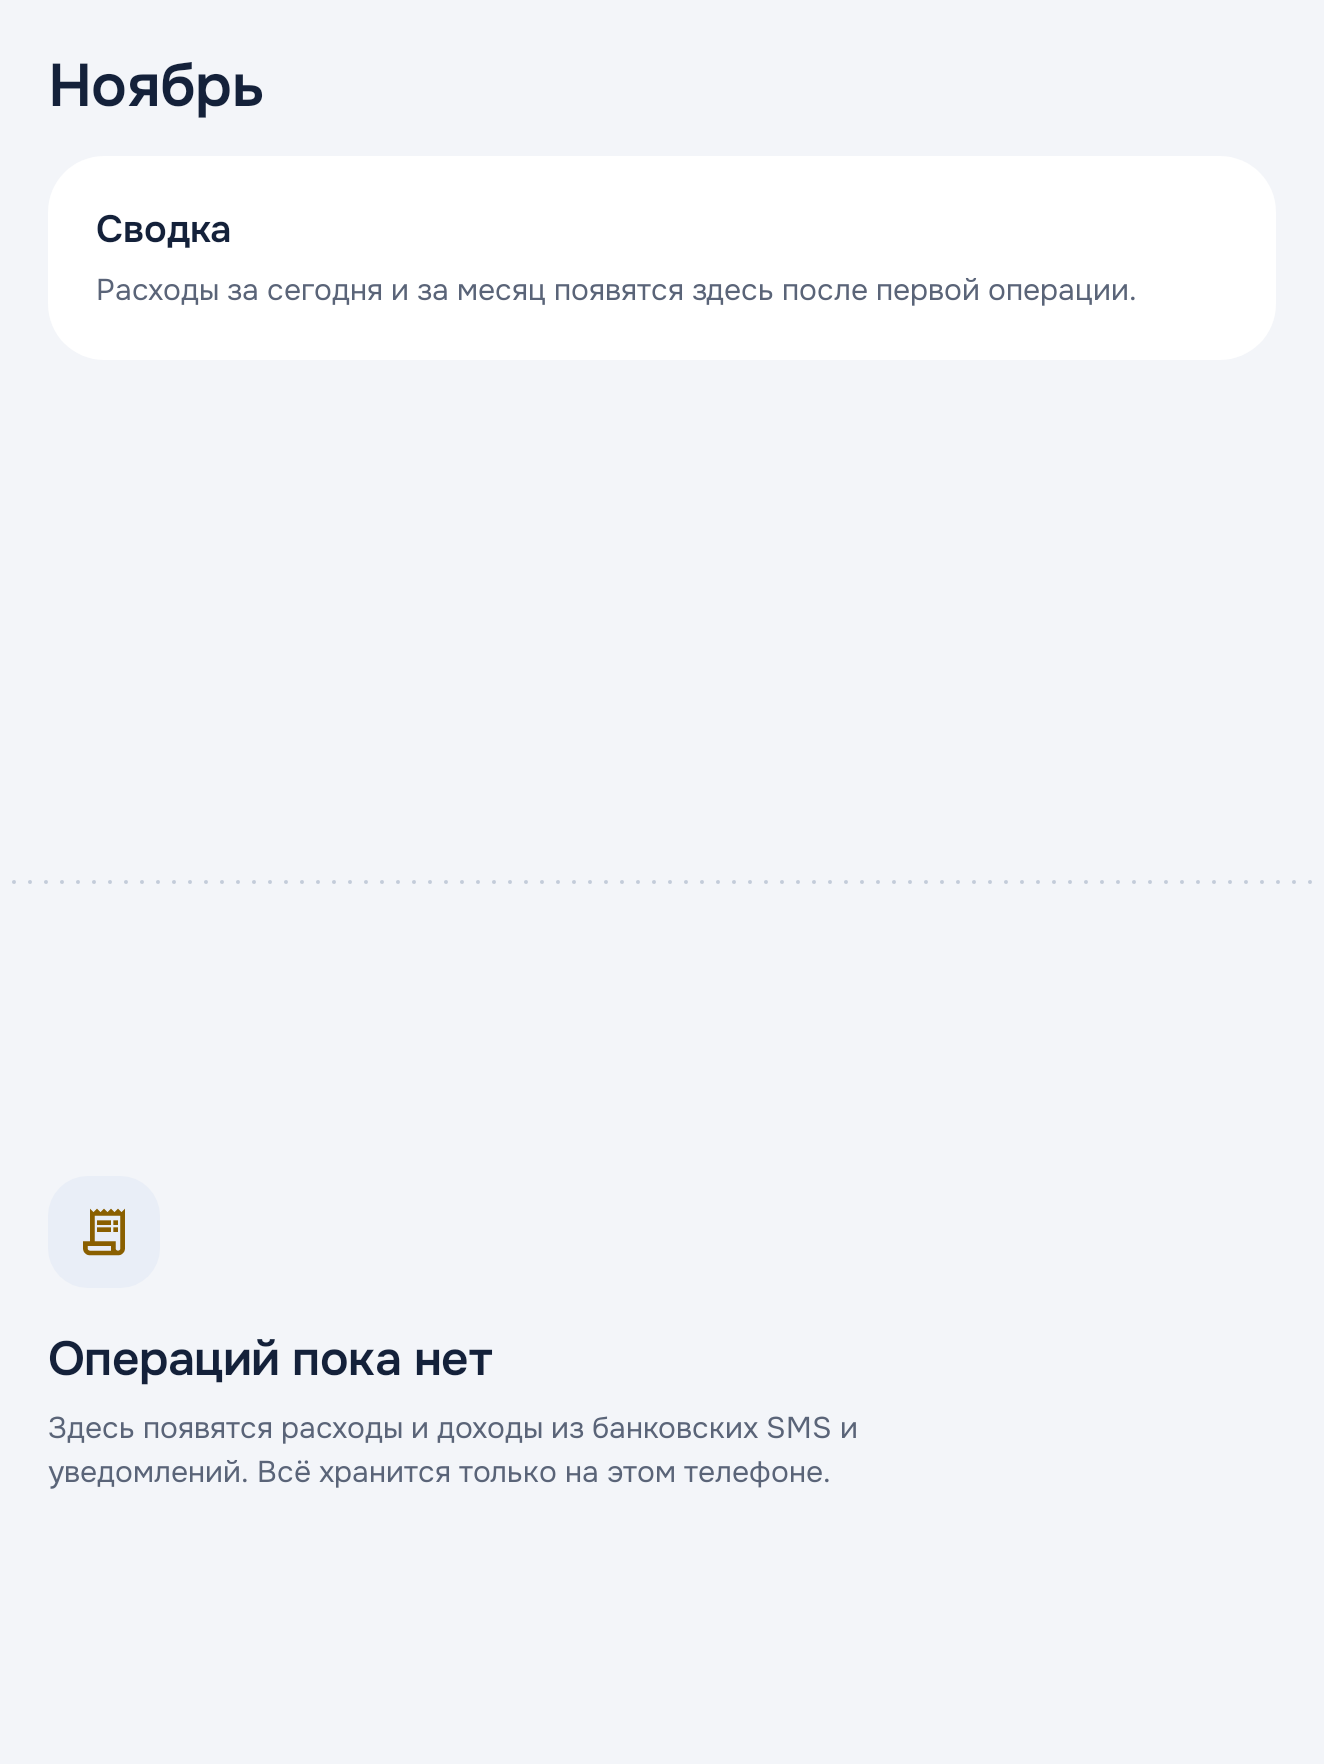 Ноябрь
Сводка
Расходы за сегодня и за месяц появятся здесь после первой операции.
Операций пока нет
Здесь появятся расходы и доходы из банковских SMS и
уведомлений. Всё хранится только на этом телефоне.